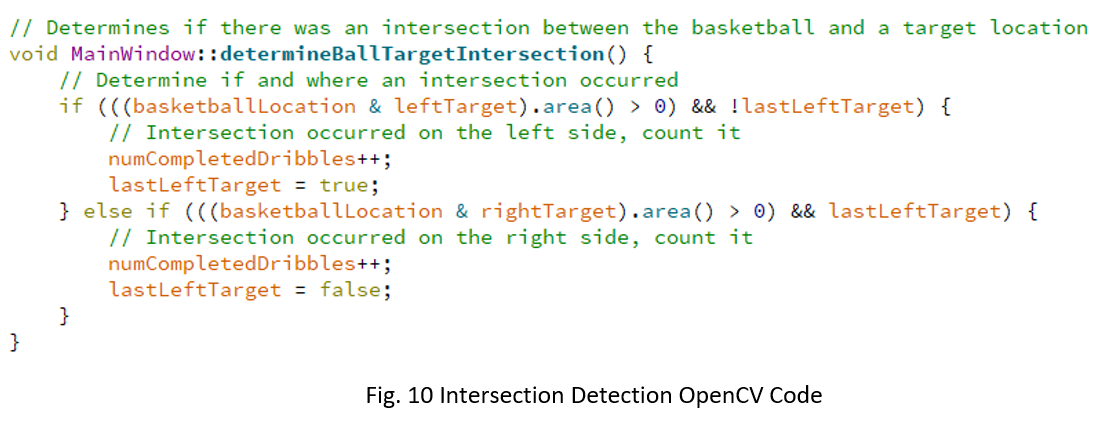 // Determines if there was an intersection between the basketball and a target location
void MainWindow::determineBallTargetIntersection() {
    // Determine if and where an intersection occurred
    if (((basketballLocation & leftTarget).area() > 0) && !lastLeftTarget) {
        // Intersection occurred on the left side, count it
        numCompletedDribbles++;
        lastLeftTarget = true;
    } else if (((basketballLocation & rightTarget).area() > 0) && lastLeftTarget) {
        // Intersection occurred on the right side, count it
        numCompletedDribbles++;
        lastLeftTarget = false;
    }
}
Fig. 10 Intersection Detection OpenCV Code